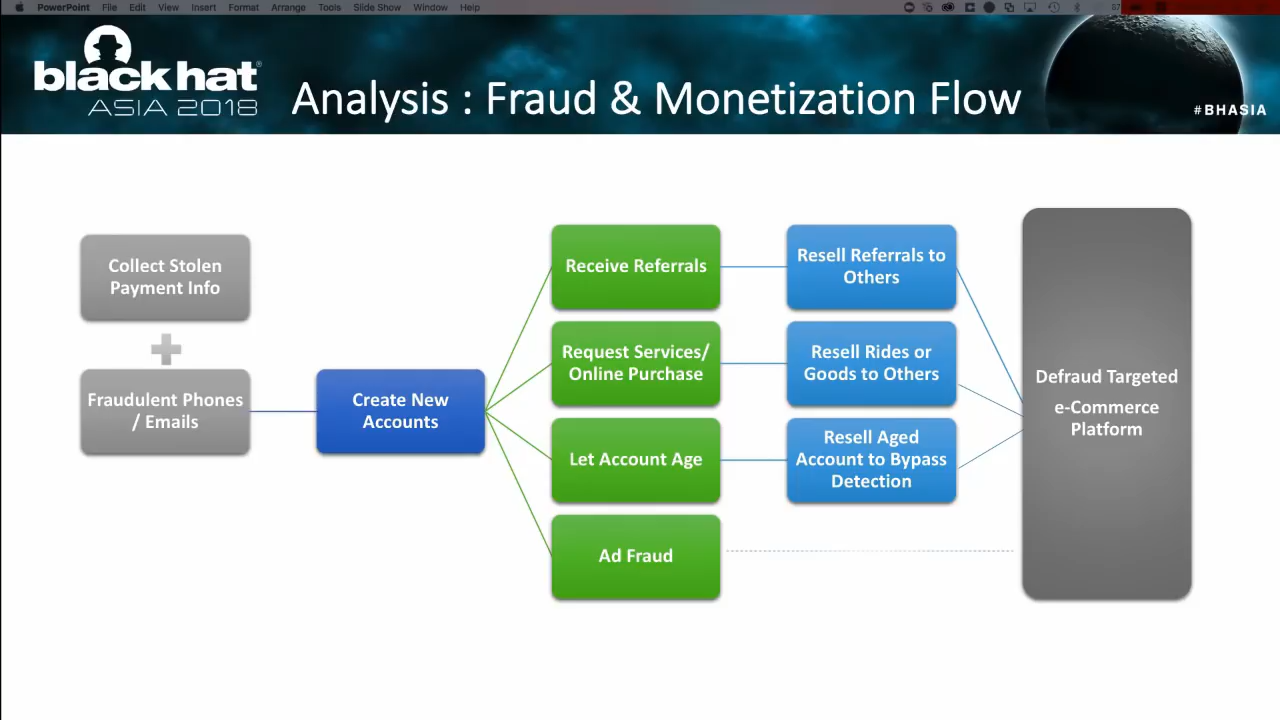 PowerPoint File Edit View Insert Format Arrange Tools Slide Show Window Help 57
black hat®
ASIA 2018
Analysis : Fraud & Monetization Flow
#BHASIA
Collect Stolen
Payment Info
Fraudulent Phones
/ Emails
Create New
Accounts
Receive Referrals
Request Services/
Online Purchase
Let Account Age
Ad Fraud
Resell Referrals to
Others
Resell Rides or
Goods to Others
Resell Aged
Account to Bypass
Detection
Defraud Targeted
e-Commerce
Platform